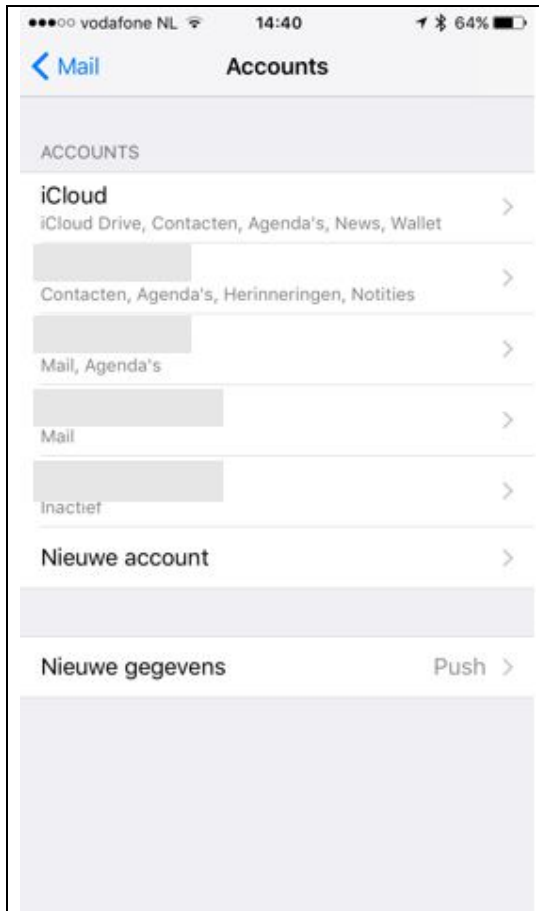 vodafone NL 14:40 64%
Mail Accounts
ACCOUNTS
iCloud
iCloud Drive, Contacten, Agenda's, News, Wallet
Contacten, Agenda's, Herinneringen, Notities
Mail, Agenda's
Mail
Inactief
Nieuwe account
Nieuwe gegevens Push